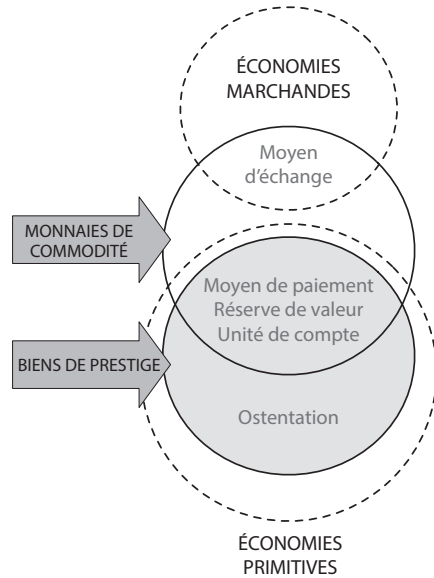 ÉCONOMIES
MARCHANDES
Moyen
d'échange
MONNAIES DE
COMMODITÉ
Moyen de paiement
Réserve de valeur
Unité de compte
BIENS DE PRESTIGE
Ostentation
ÉCONOMIES
PRIMITIVES